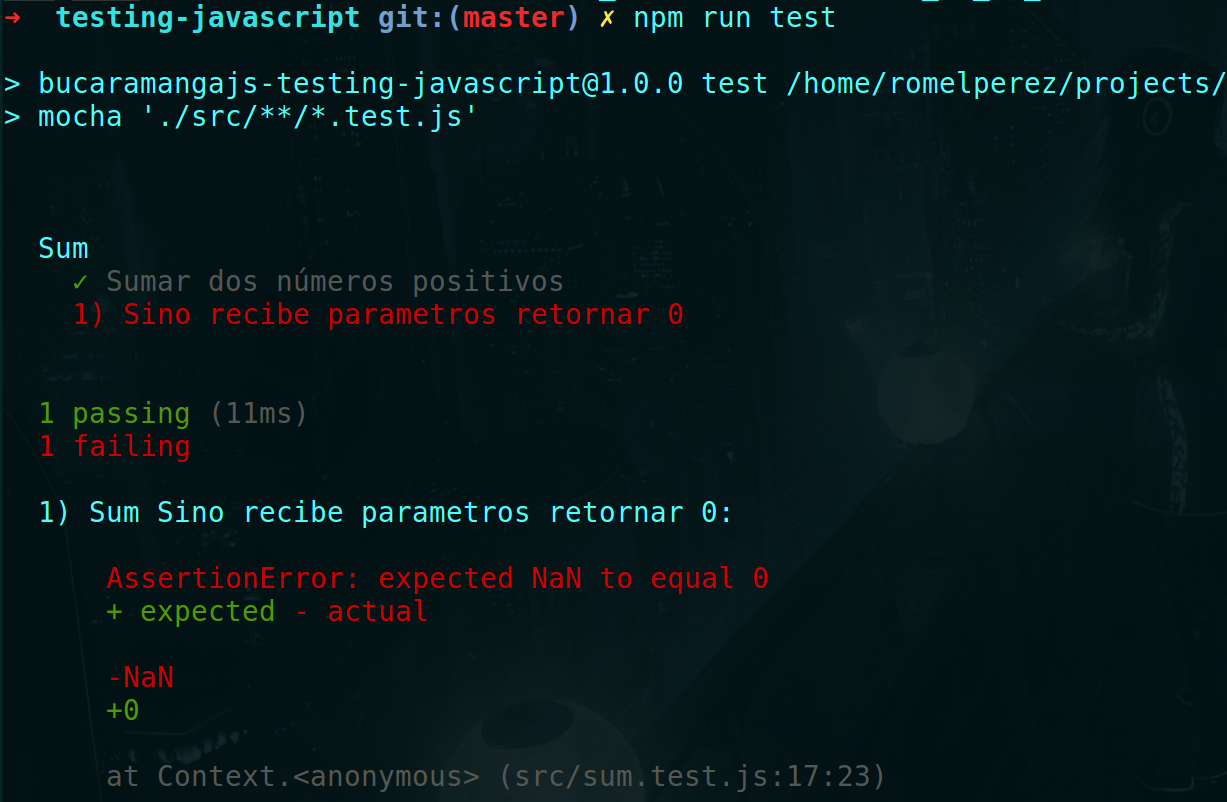 ➜  testing-javascript git:(master) ✗ npm run test
> bucaramangajs-testing-javascript@1.0.0 test /home/romelperez/projects/
> mocha './src/**/*.test.js'
Sum
✓ Sumar dos números positivos
1) Sino recibe parametros retornar 0
1 passing (11ms)
1 failing
1) Sum Sino recibe parametros retornar 0:
AssertionError: expected NaN to equal 0
+ expected - actual
-NaN
+0
at Context.<anonymous> (src/sum.test.js:17:23)